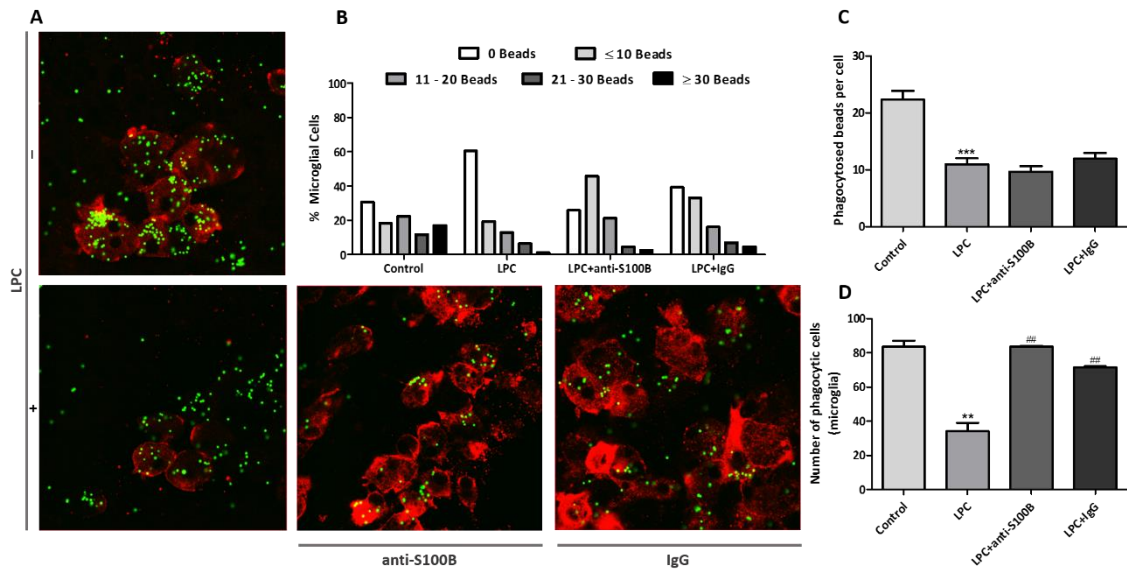 A
LPC
–
+
anti-S100B
IgG
B
0 Beads
≤ 10 Beads
11 - 20 Beads
21 - 30 Beads
≥ 30 Beads
% Microglial Cells
100
80
60
40
20
0
Control
LPC
LPC+anti-S100B
LPC+IgG
C
Phagocytosed beads per cell
30
20
10
0
***
Control
LPC
LPC+anti-S100B
LPC+IgG
D
Number of phagocytic cells
(microglia)
100
80
60
40
20
0
**
##
##
Control
LPC
LPC+anti-S100B
LPC+IgG